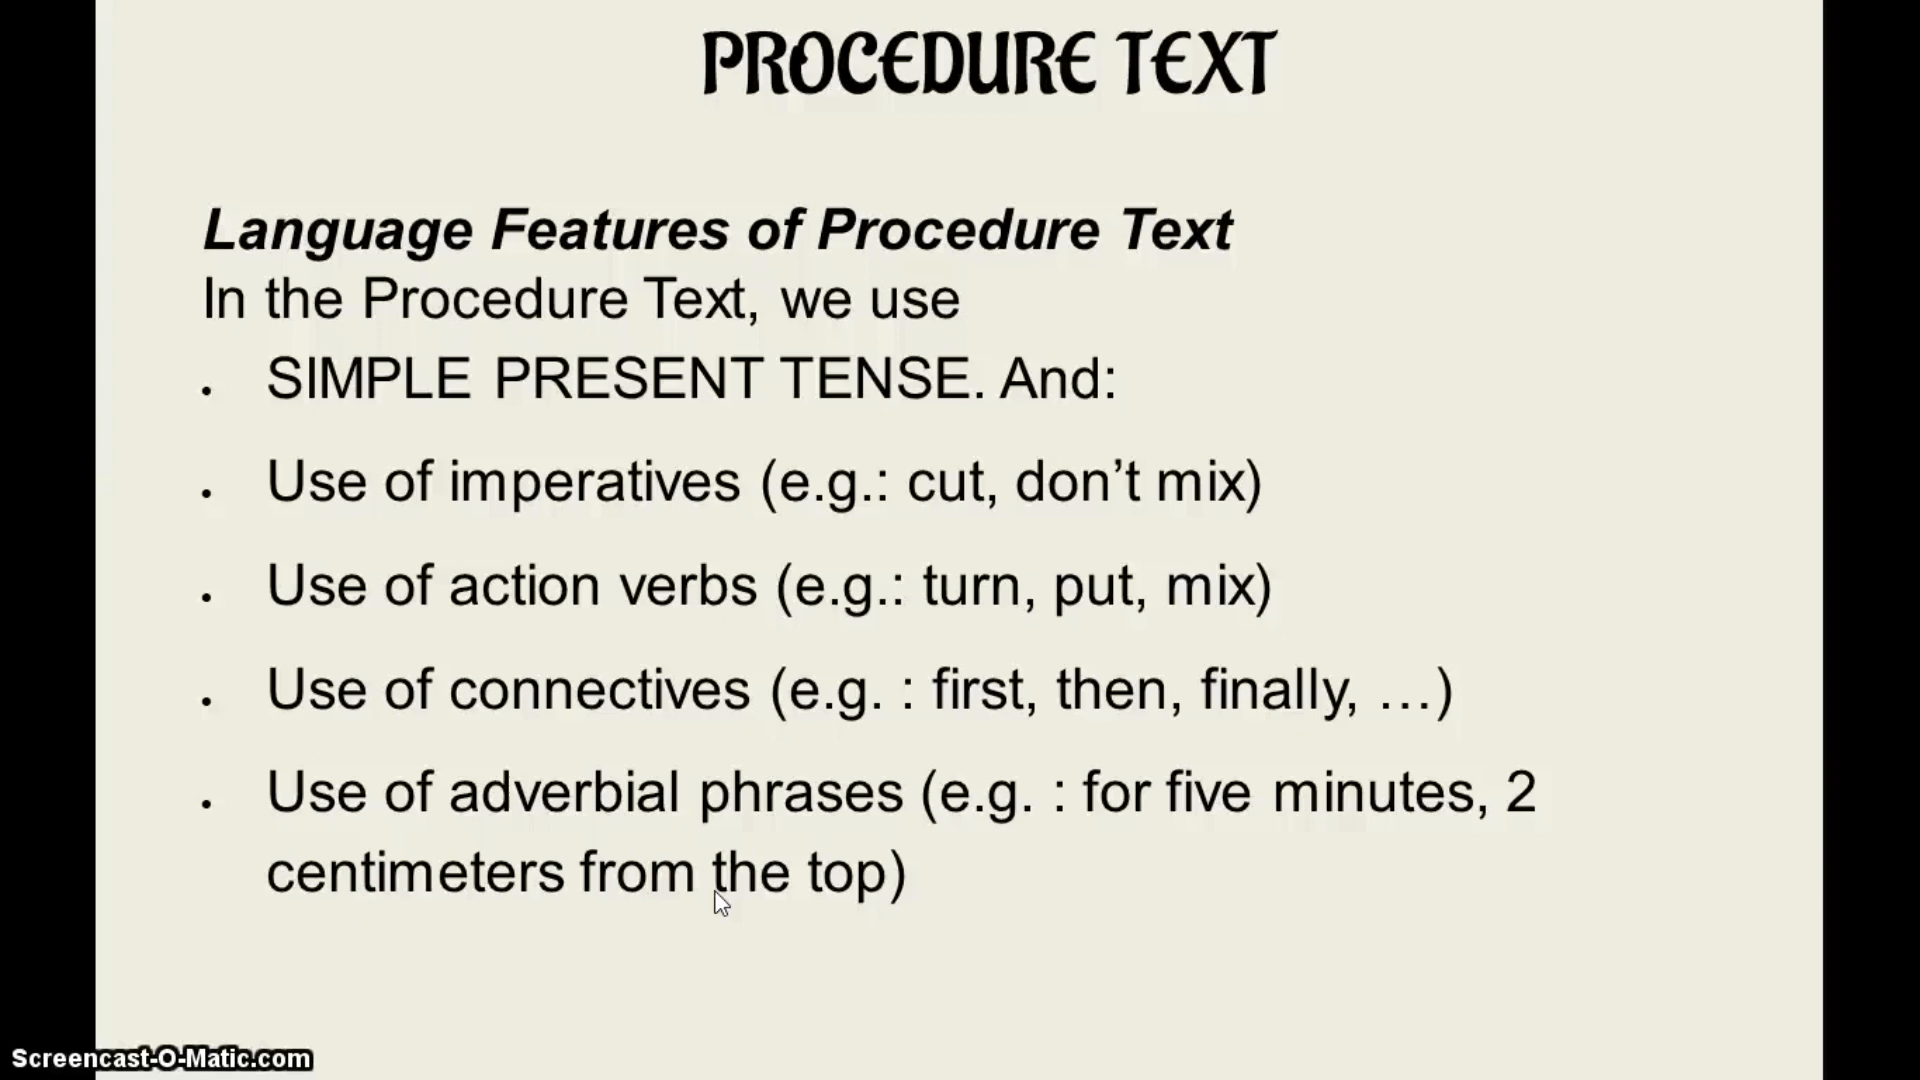 PROCEDURE TEXT
Language Features of Procedure Text
In the Procedure Text, we use
• SIMPLE PRESENT TENSE. And:
• Use of imperatives (e.g.: cut, don’t mix)
• Use of action verbs (e.g.: turn, put, mix)
• Use of connectives (e.g. : first, then, finally, …)
• Use of adverbial phrases (e.g. : for five minutes, 2
centimeters from the top)
Screencast-O-Matic.com